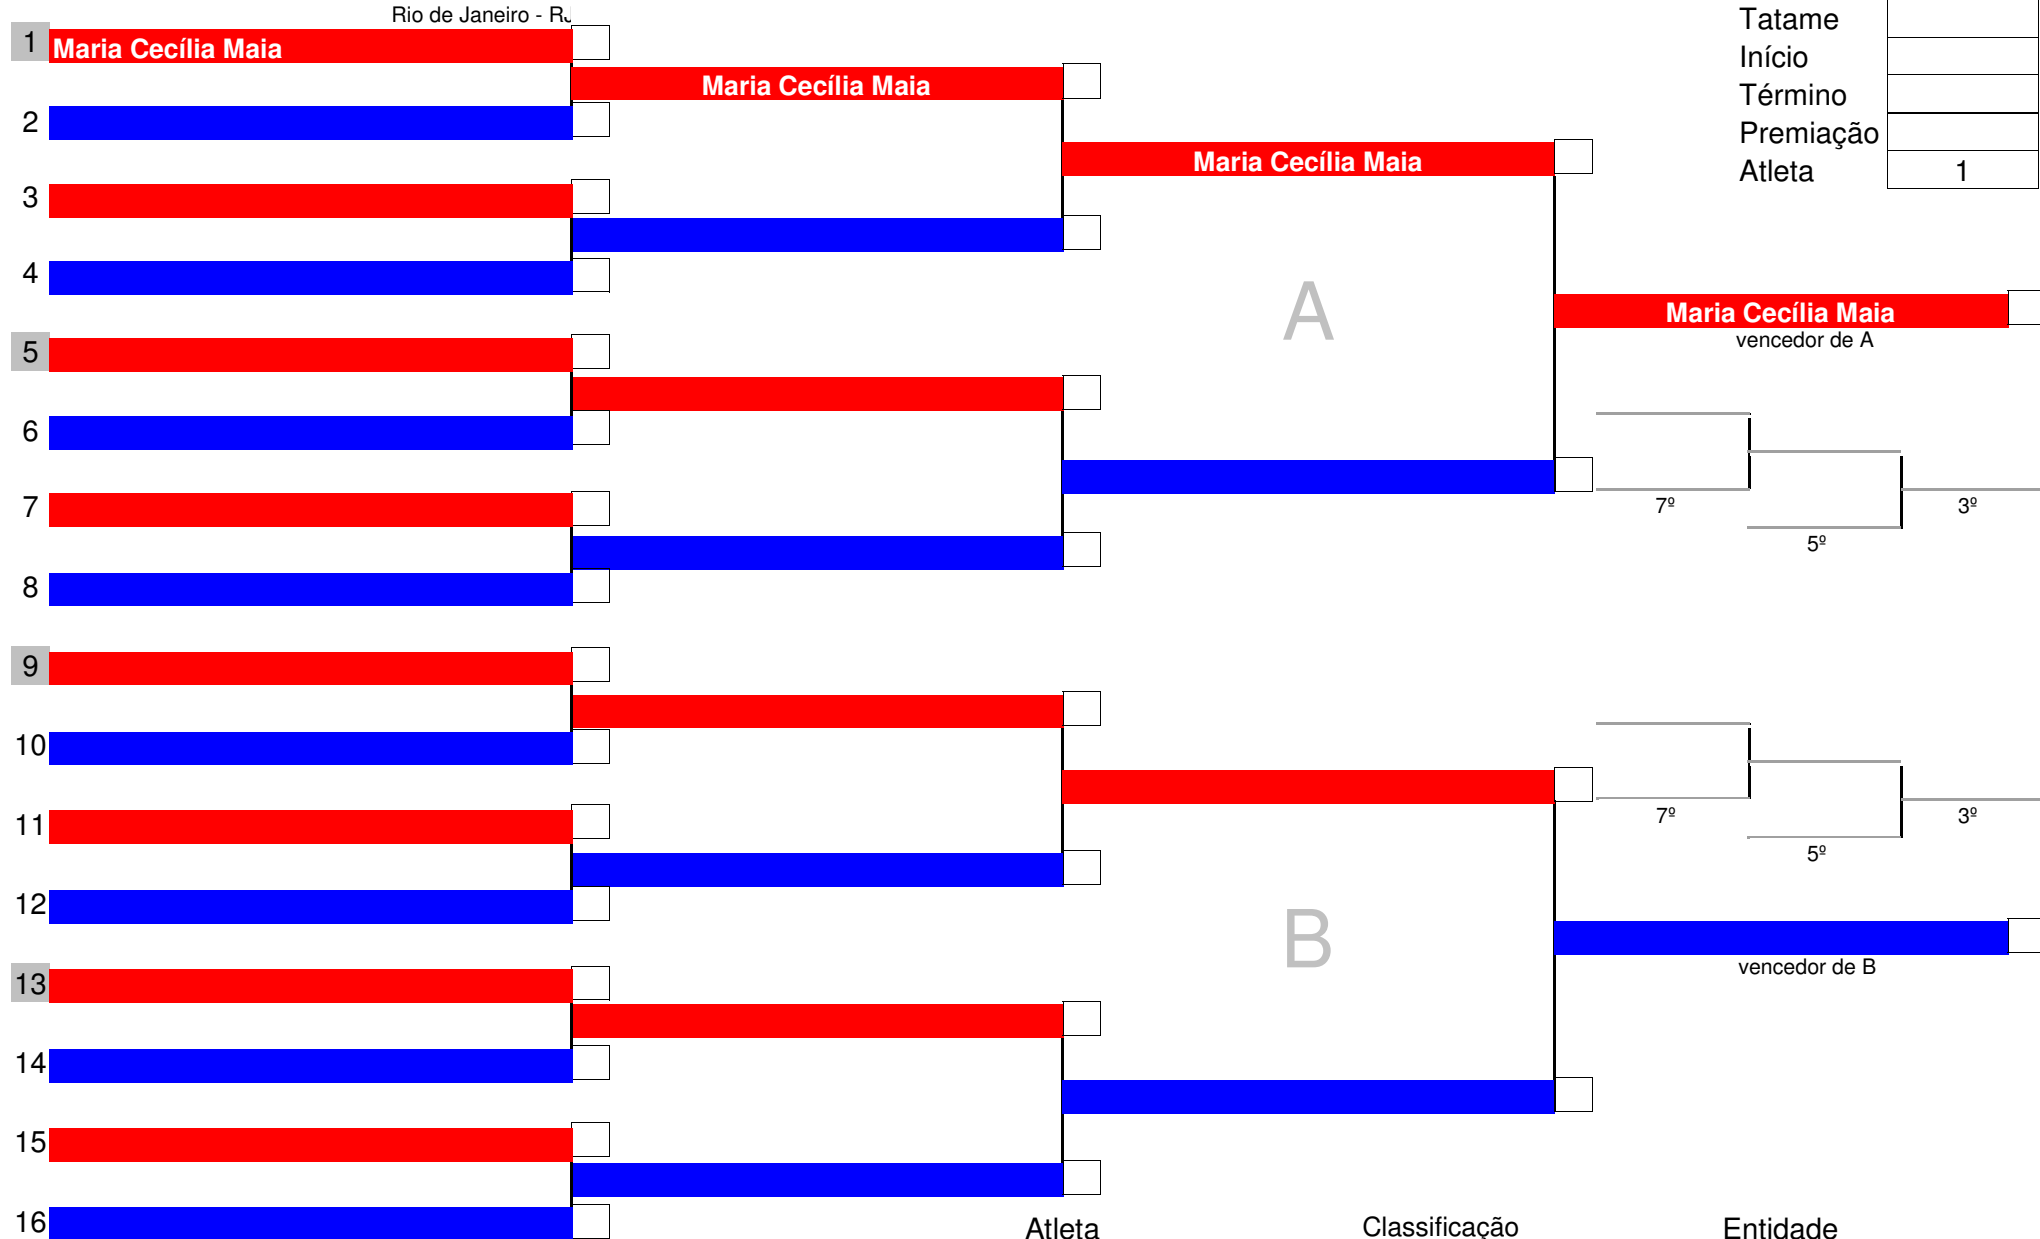 Rio de Janeiro - RJ
Tatame
Início
Término
Premiação
Atleta 1
1 Maria Cecília Maia
Maria Cecília Maia
2
Maria Cecília Maia
3
4
A
Maria Cecília Maia
vencedor de A
5
6
7
7º 3º
5º
8
9
10
11
7º 3º
5º
12
B
13
vencedor de B
14
15
16
Atleta Classificação Entidade